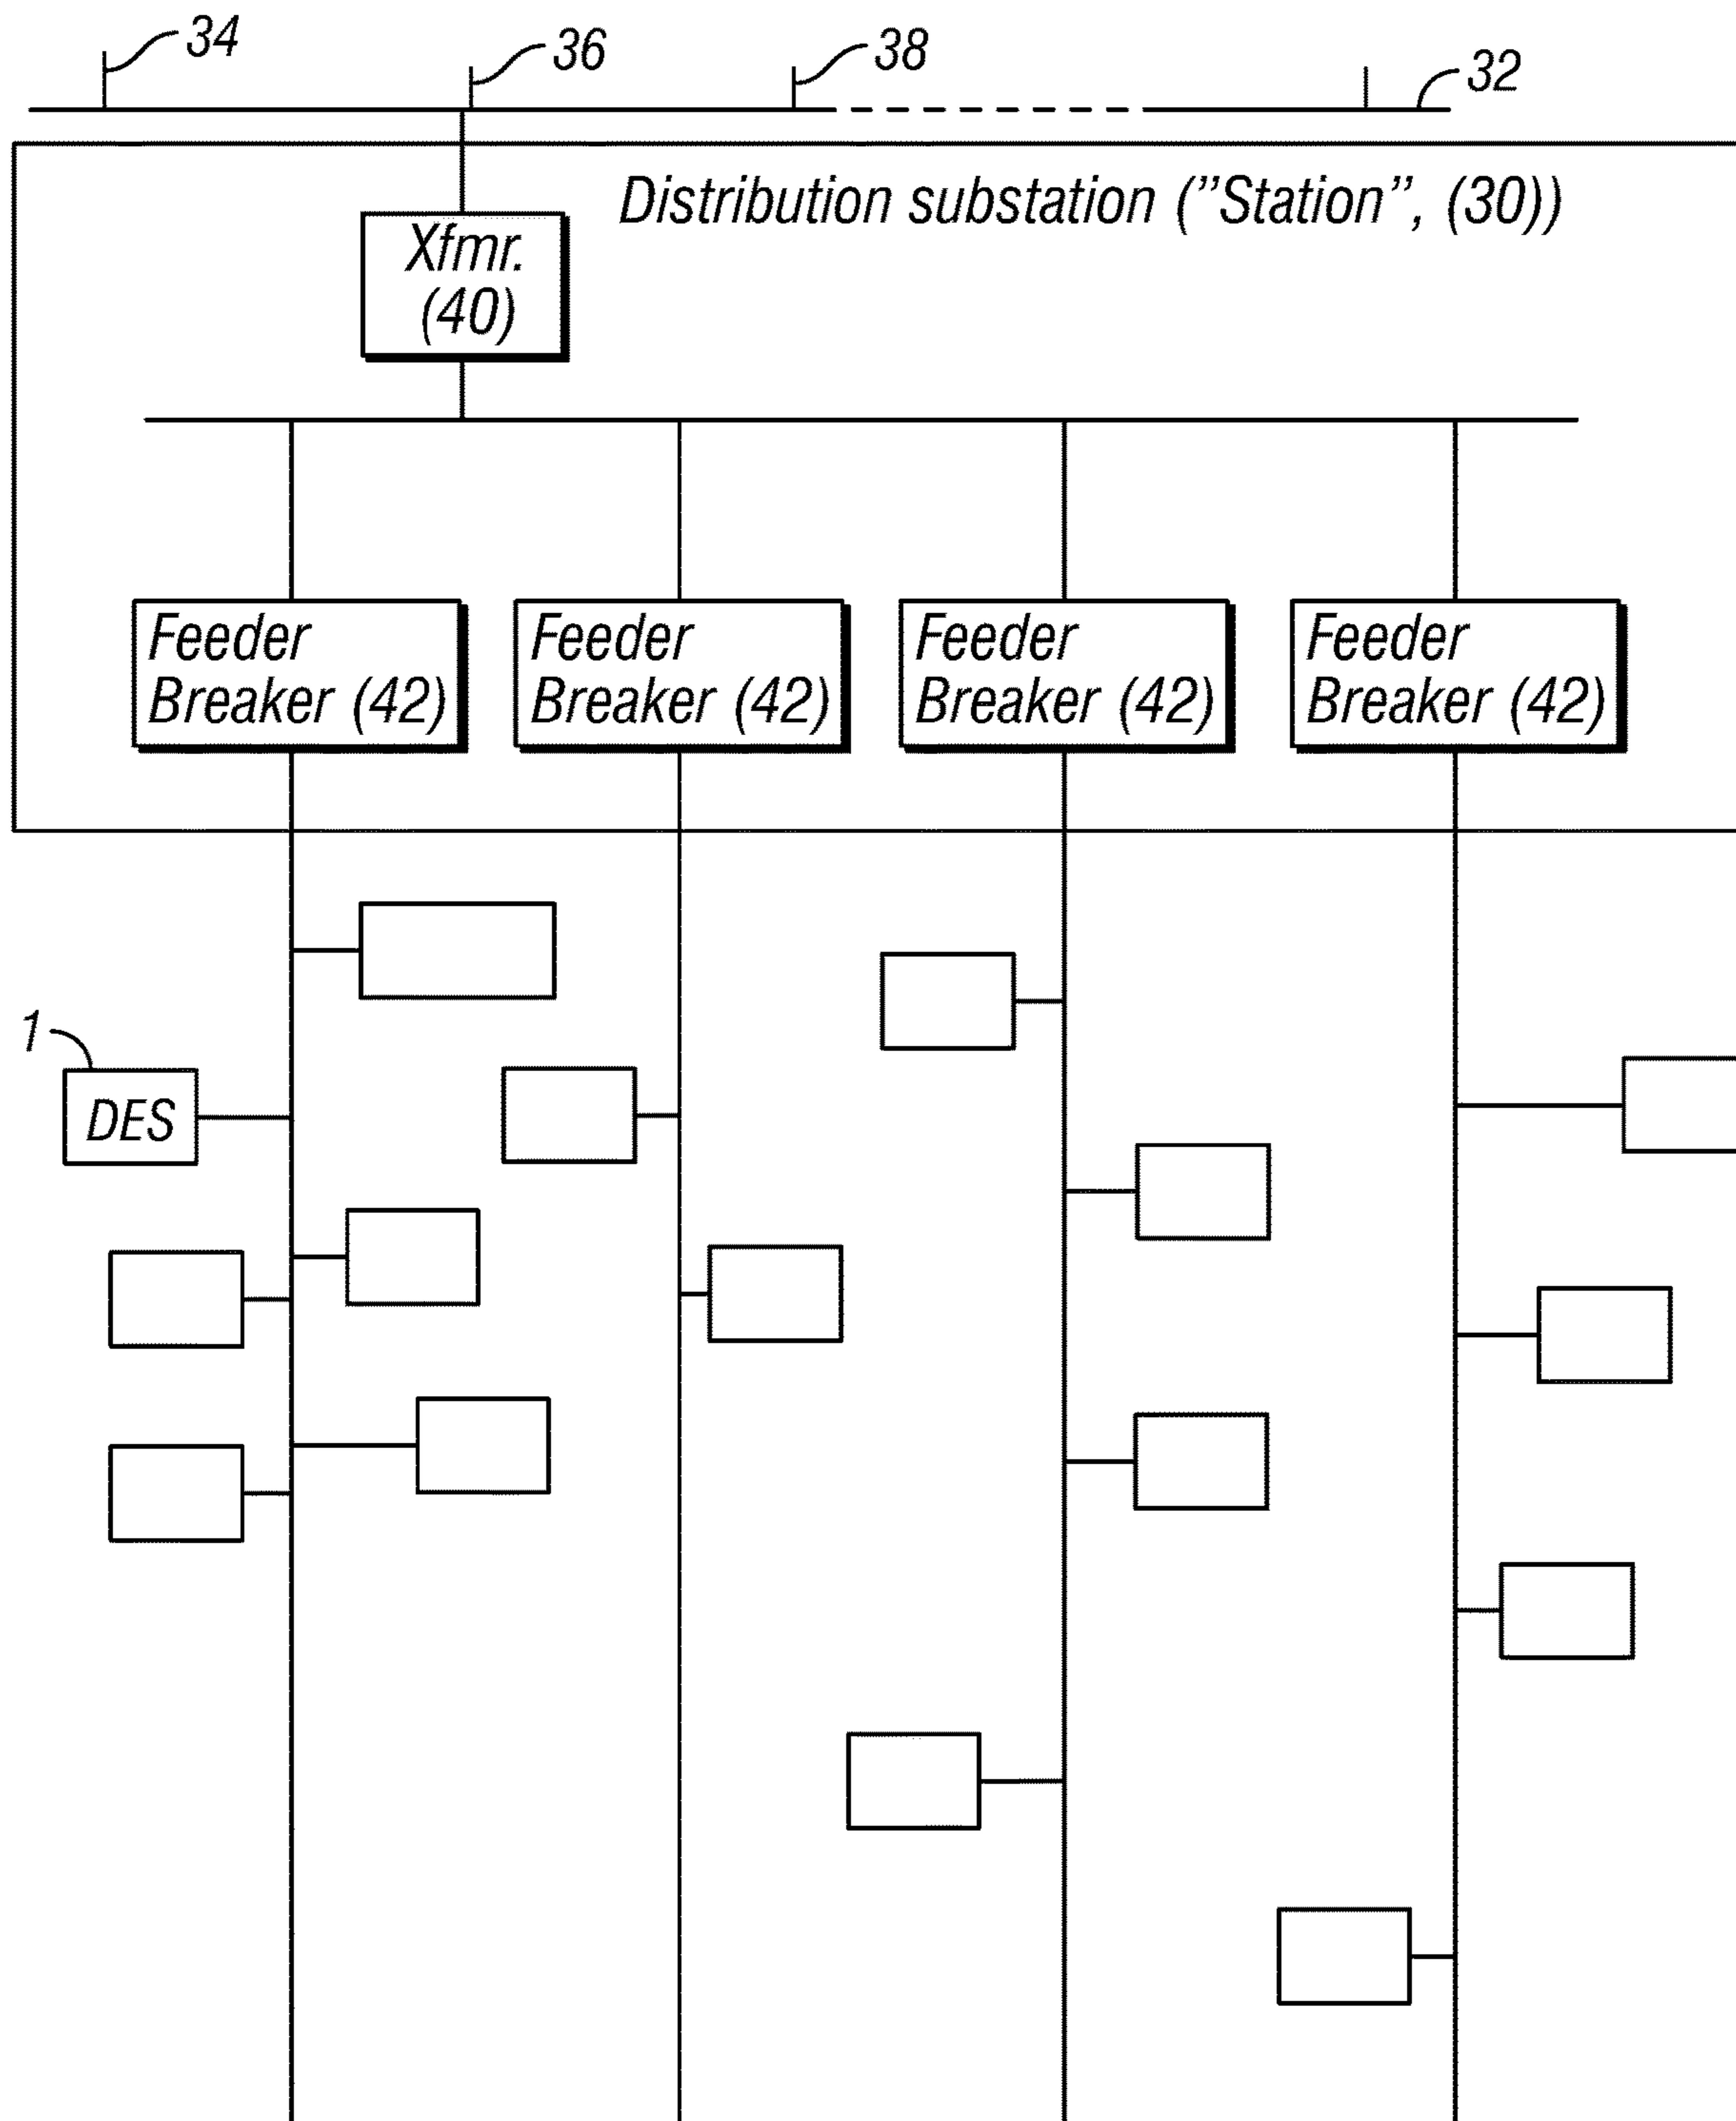 34
36
38
32
Distribution substation (”Station”, (30))
Xfmr.
(40)
Feeder
Breaker (42)
Feeder
Breaker (42)
Feeder
Breaker (42)
Feeder
Breaker (42)
1
DES